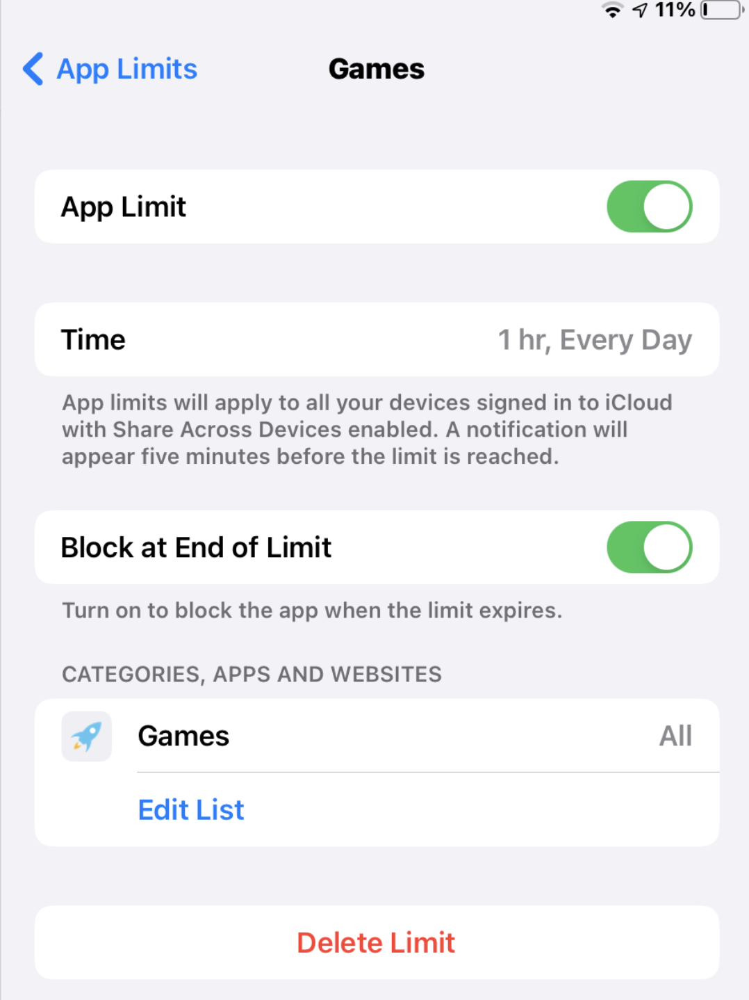 11%
App Limits
Games
App Limit
Time
1 hr, Every Day
App limits will apply to all your devices signed in to iCloud
with Share Across Devices enabled. A notification will
appear five minutes before the limit is reached.
Block at End of Limit
Turn on to block the app when the limit expires.
CATEGORIES, APPS AND WEBSITES
Games
All
Edit List
Delete Limit